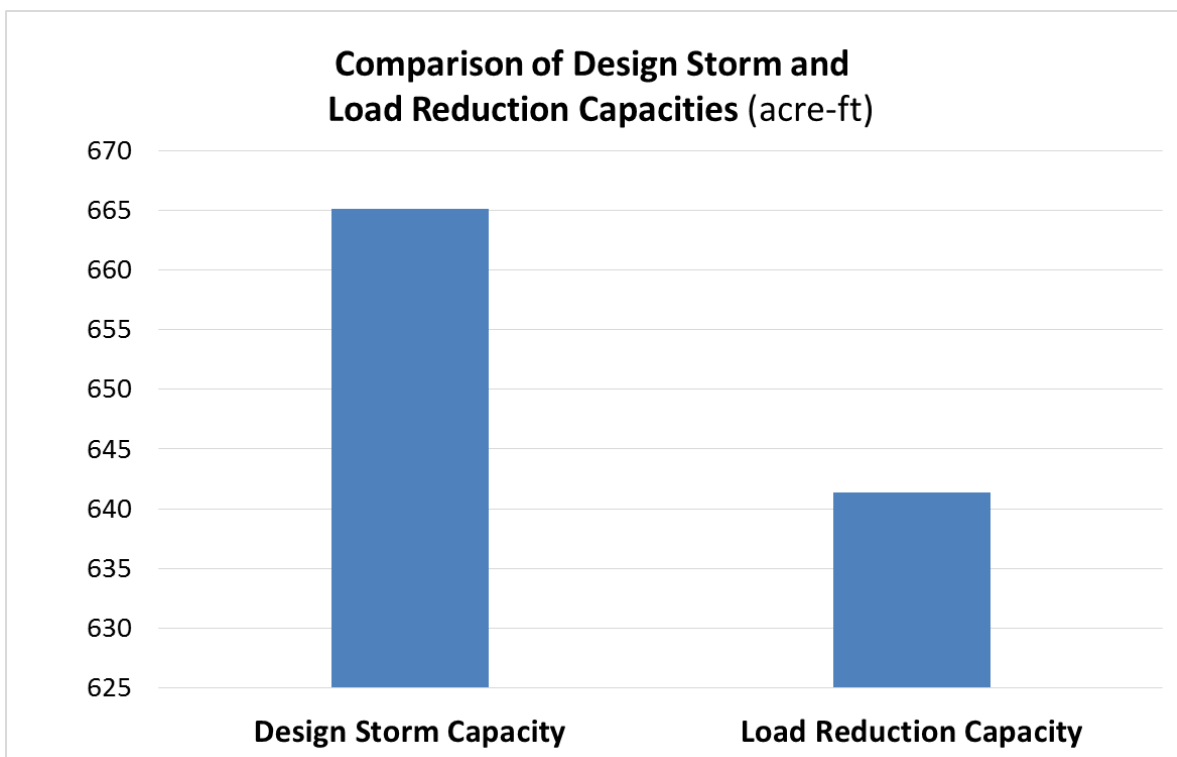 Comparison of Design Storm and
Load Reduction Capacities (acre-ft)
670
665
660
655
650
645
640
635
630
625
Design Storm Capacity
Load Reduction Capacity